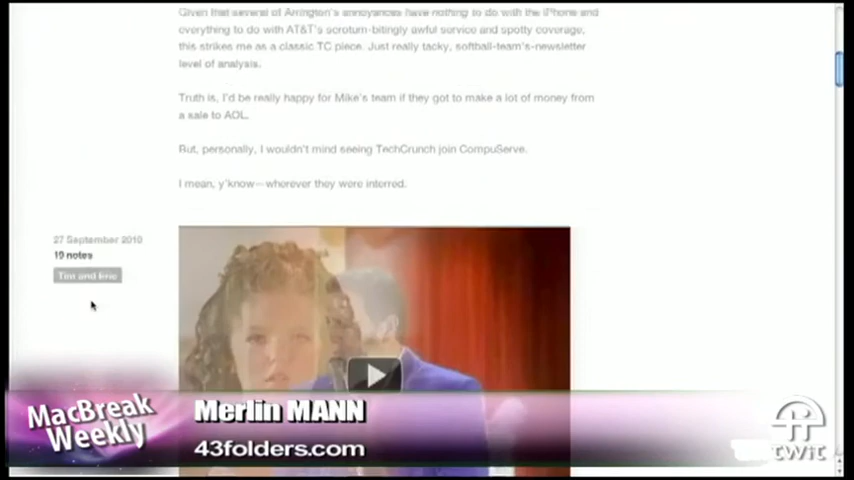 Given that several of Arrington's annoyances have nothing to do with the iPhone and
everything to do with AT&T's scrotum-bitingly awful service and spotty coverage,
this strikes me as a classic TC piece. Just really tacky, softball-team's-newsletter
level of analysis.
Truth is, I'd be really happy for Mike's team if they got to make a lot of money from
a sale to AOL.
But, personally, I wouldn't mind seeing TechCrunch join CompuServe.
I mean, y'know—wherever they were interred.
27 September 2010
19 notes
Tim and Eric
MacBreak
Weekly
Merlin MANN
43folders.com
twit